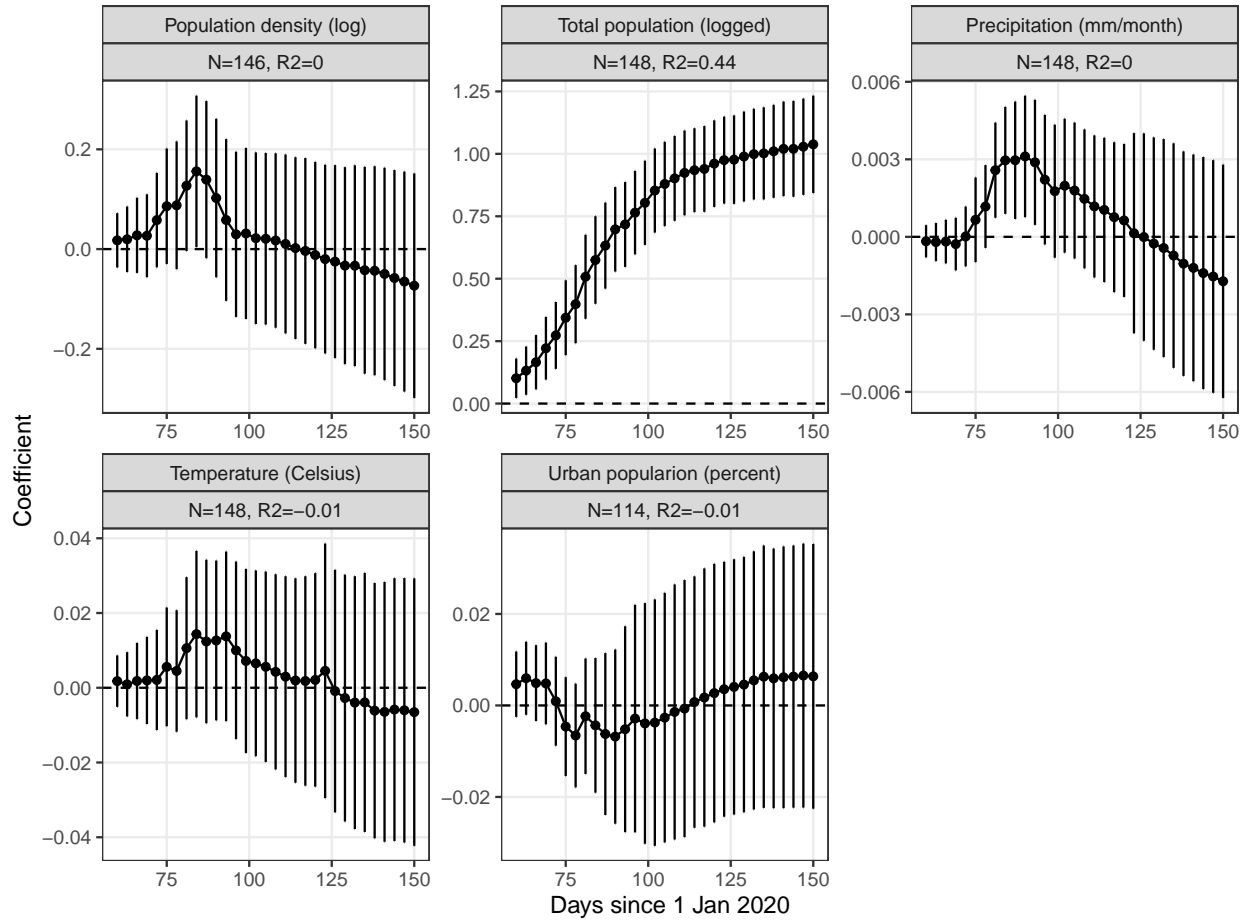 Population density (log)
N=146, R2=0
Total population (logged)
N=148, R2=0.44
Precipitation (mm/month)
N=148, R2=0
0.2
0.0
−0.2
75 100 125 150
1.25
1.00
0.75
0.50
0.25
0.00
75 100 125 150
0.006
0.003
0.000
−0.003
−0.006
75 100 125 150
Temperature (Celsius)
N=148, R2=−0.01
Urban popularion (percent)
N=114, R2=−0.01
0.04
0.02
0.00
−0.02
−0.04
75 100 125 150
0.02
0.00
−0.02
75 100 125 150
Coefficient
Days since 1 Jan 2020